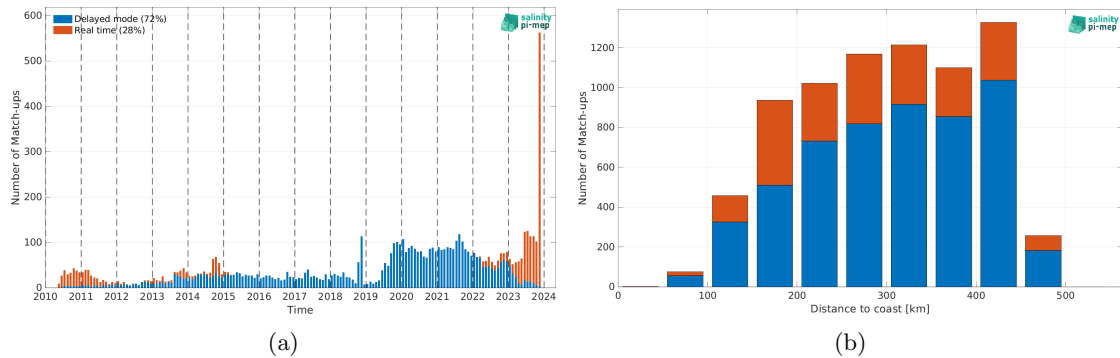 Delayed mode (72%)
Real time (28%)
salinity
pi-mep
Number of Match-ups
600
500
400
300
200
100
0
2010 2011 2012 2013 2014 2015 2016 2017 2018 2019 2020 2021 2022 2023 2024
Time
(a)
salinity
pi-mep
Number of Match-ups
1200
1000
800
600
400
200
0
0 100 200 300 400 500
Distance to coast [km]
(b)